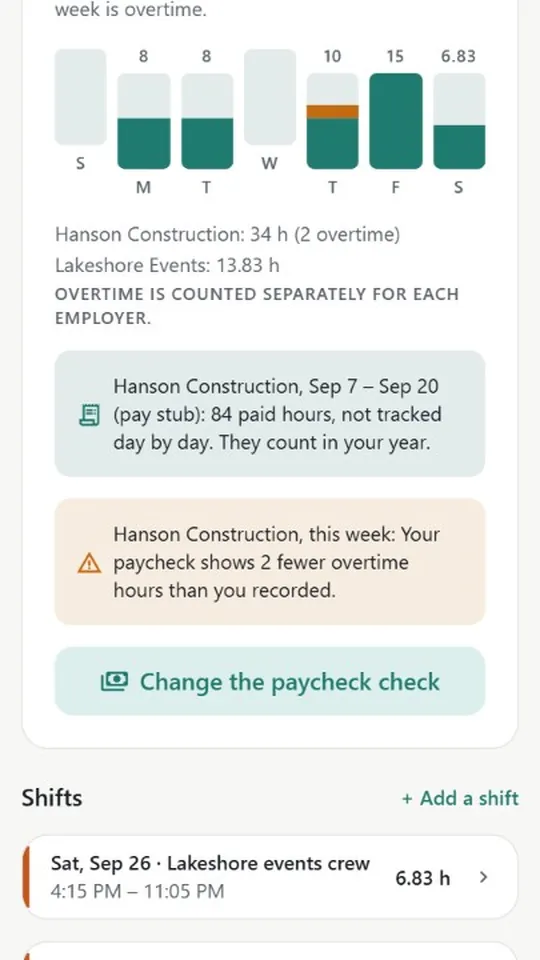 week is overtime.
8 8 10 15 6.83
S W
M T T F S
Hanson Construction: 34 h (2 overtime)
Lakeshore Events: 13.83 h
OVERTIME IS COUNTED SEPARATELY FOR EACH
EMPLOYER.
Hanson Construction, Sep 7 – Sep 20
(pay stub): 84 paid hours, not tracked
day by day. They count in your year.
Hanson Construction, this week: Your
paycheck shows 2 fewer overtime
hours than you recorded.
Change the paycheck check
Shifts + Add a shift
Sat, Sep 26 · Lakeshore events crew
4:15 PM – 11:05 PM
6.83 h